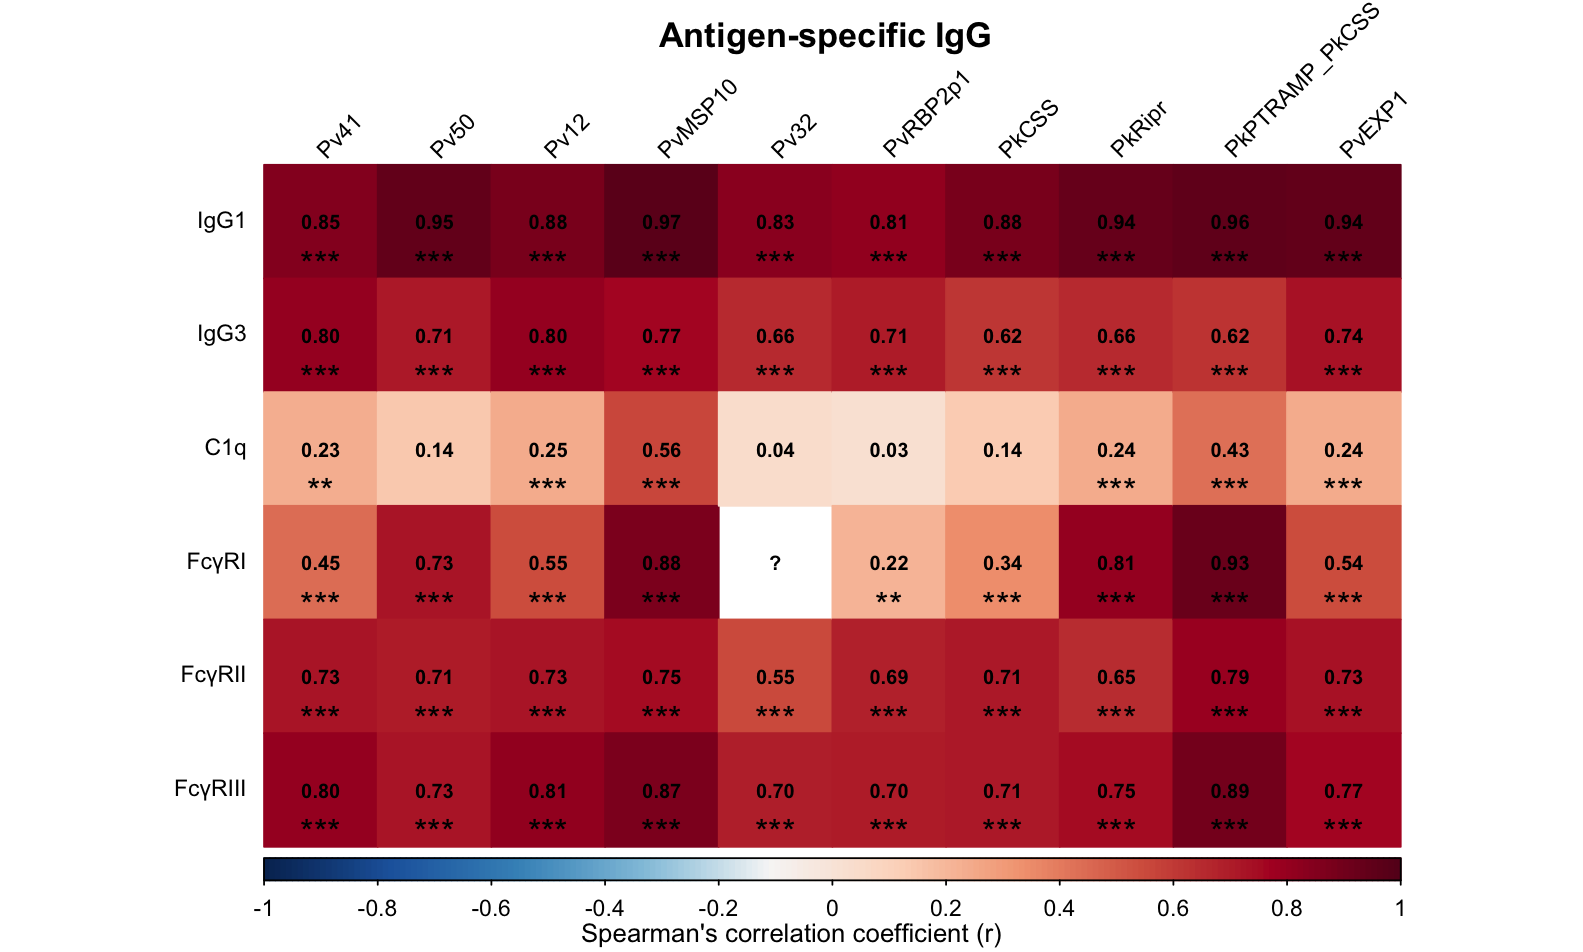 Antigen-specific IgG
Pv41 Pv50 Pv12 PvMSP10 Pv32 PvRBP2p1 PkCSS PkRipr PkPTRAMP_PkCSS PvEXP1
IgG1 0.85 0.95 0.88 0.97 0.83 0.81 0.88 0.94 0.96 0.94
*** *** *** *** *** *** *** *** *** ***
IgG3 0.80 0.71 0.80 0.77 0.66 0.71 0.62 0.66 0.62 0.74
*** *** *** *** *** *** *** *** *** ***
C1q 0.23 0.14 0.25 0.56 0.04 0.03 0.14 0.24 0.43 0.24
** *** *** *** *** ***
FcγRI 0.45 0.73 0.55 0.88 ? 0.22 0.34 0.81 0.93 0.54
*** *** *** *** ** *** *** *** ***
FcγRII 0.73 0.71 0.73 0.75 0.55 0.69 0.71 0.65 0.79 0.73
*** *** *** *** *** *** *** *** *** ***
FcγRIII 0.80 0.73 0.81 0.87 0.70 0.70 0.71 0.75 0.89 0.77
*** *** *** *** *** *** *** *** *** ***
-1 -0.8 -0.6 -0.4 -0.2 0 0.2 0.4 0.6 0.8 1
Spearman's correlation coefficient (r)